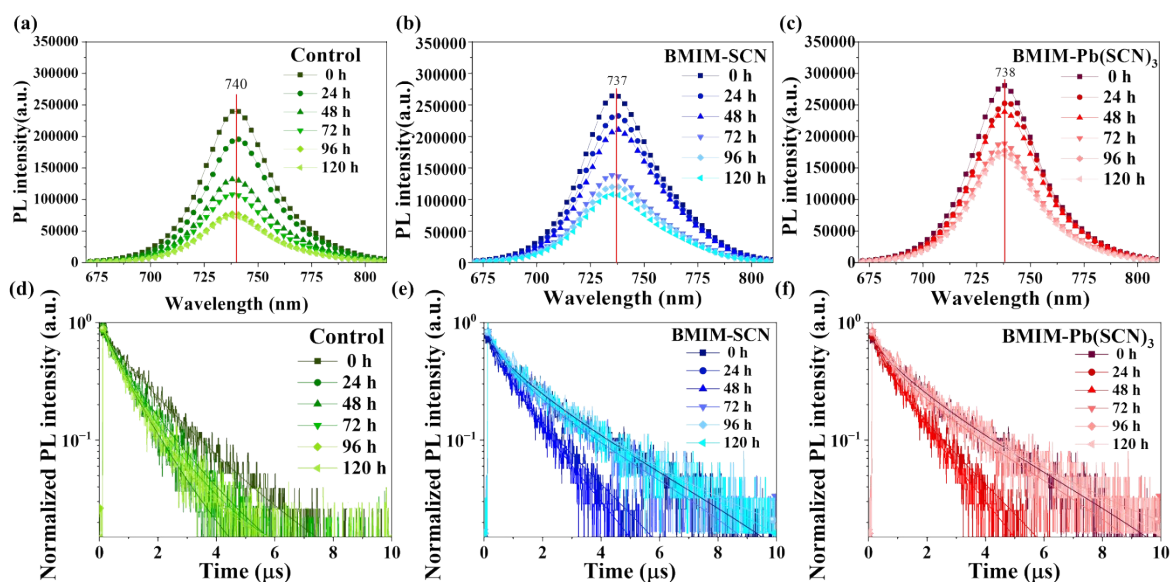 (a)
Control
0 h
24 h
48 h
72 h
96 h
120 h
740
350000
300000
250000
200000
150000
100000
50000
0
PL intensity(a.u.)
675 700 725 750 775 800
Wavelength (nm)
(b)
BMIM-SCN
0 h
24 h
48 h
72 h
96 h
120 h
737
350000
300000
250000
200000
150000
100000
50000
0
PL intensity(a.u.)
675 700 725 750 775 800
Wavelength (nm)
(c)
BMIM-Pb(SCN)₃
0 h
24 h
48 h
72 h
96 h
120 h
738
350000
300000
250000
200000
150000
100000
50000
0
PL intensity(a.u.)
675 700 725 750 775 800
Wavelength (nm)
(d)
Control
0 h
24 h
48 h
72 h
96 h
120 h
10⁰
10⁻¹
Normalized PL intensity (a.u.)
0 2 4 6 8 10
Time (μs)
(e)
BMIM-SCN
0 h
24 h
48 h
72 h
96 h
120 h
10⁰
10⁻¹
Normalized PL intensity (a.u.)
0 2 4 6 8 10
Time (μs)
(f)
BMIM-Pb(SCN)₃
0 h
24 h
48 h
72 h
96 h
120 h
10⁰
10⁻¹
Normalized PL intensity (a.u.)
0 2 4 6 8 10
Time (μs)